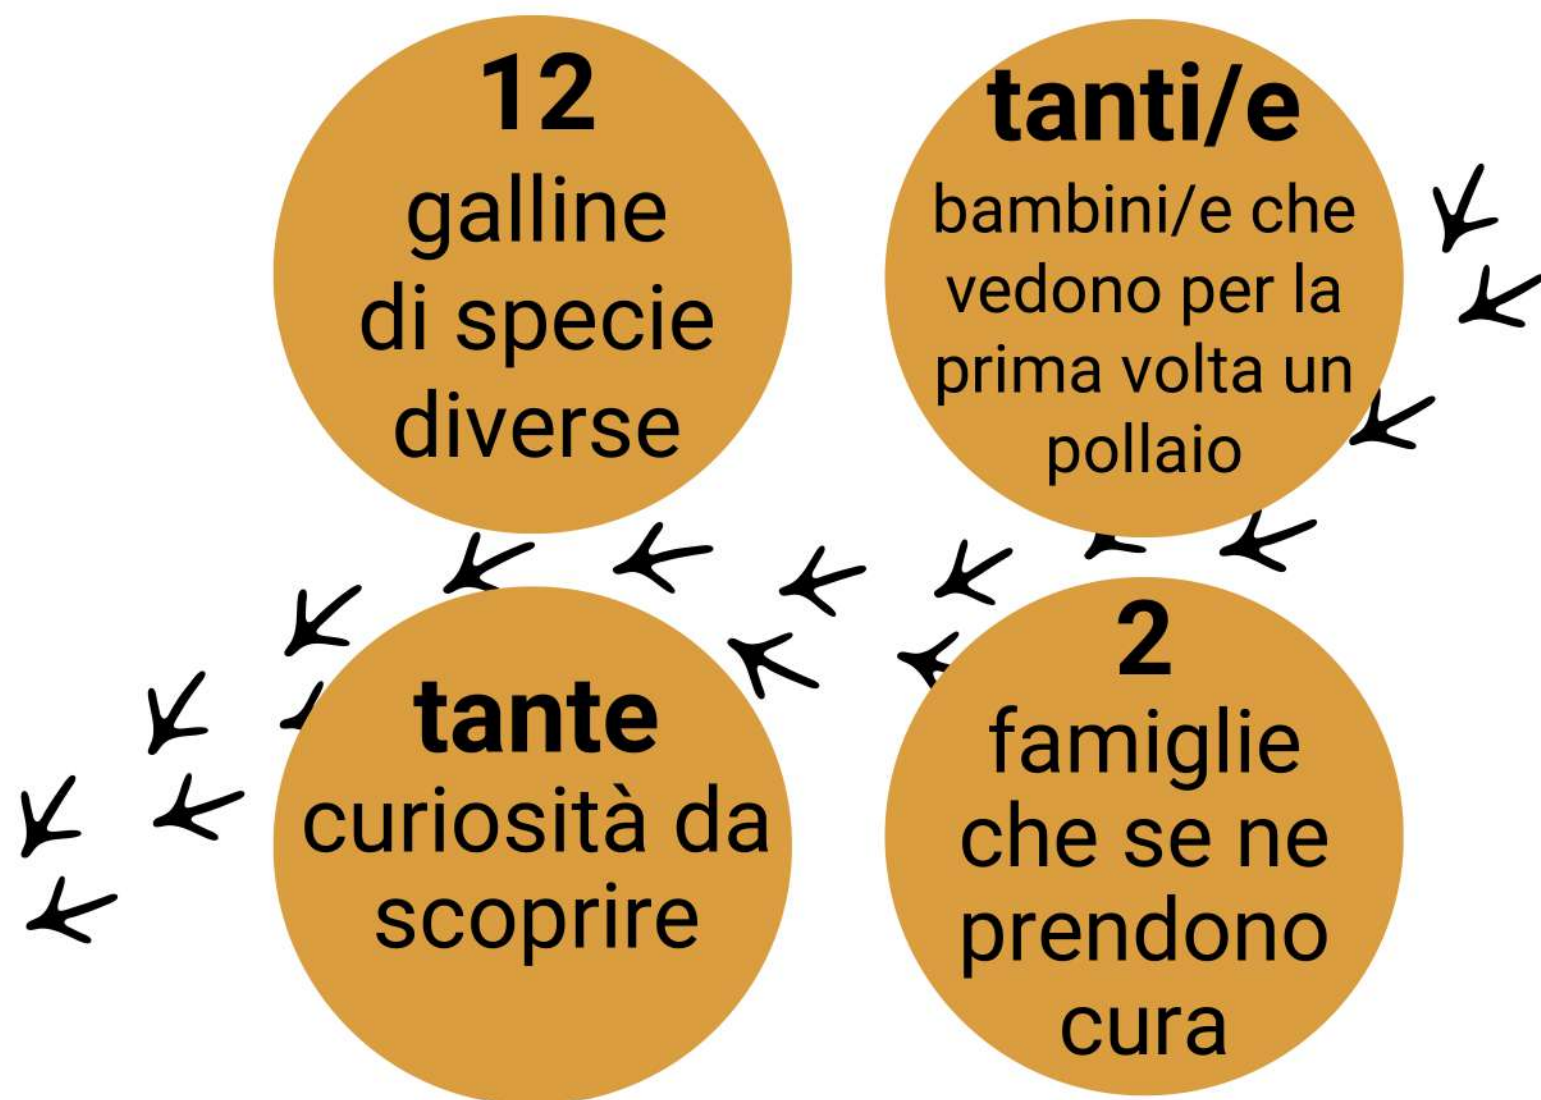 12
galline
di specie
diverse
tanti/e
bambini/e che
vedono per la
prima volta un
pollaio
tante
curiosità da
scoprire
2
famiglie
che se ne
prendono
cura